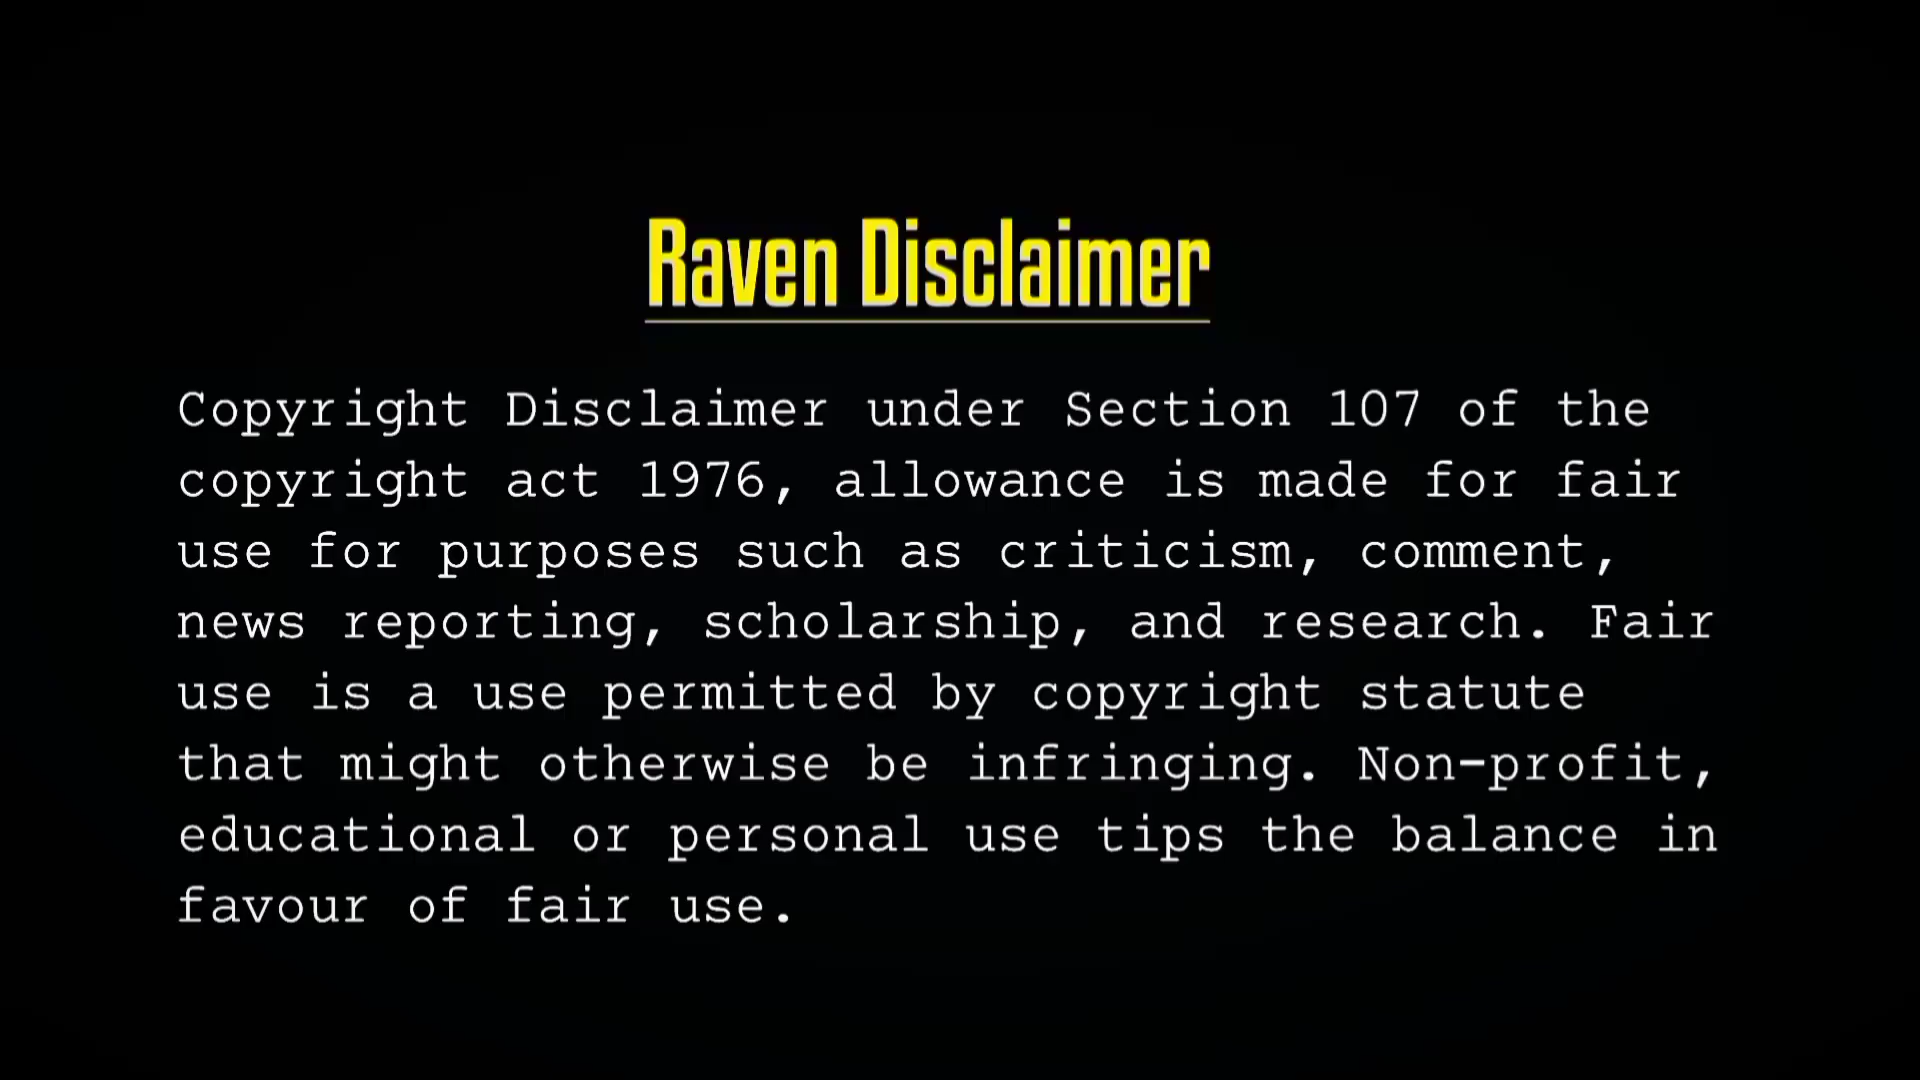 Raven Disclaimer
Copyright Disclaimer under Section 107 of the
copyright act 1976, allowance is made for fair
use for purposes such as criticism, comment,
news reporting, scholarship, and research. Fair
use is a use permitted by copyright statute
that might otherwise be infringing. Non-profit,
educational or personal use tips the balance in
favour of fair use.